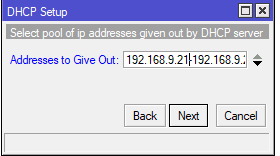 DHCP Setup
Select pool of ip addresses given out by DHCP server
Addresses to Give Out: 192.168.9.21-192.168.9.
Back Next Cancel